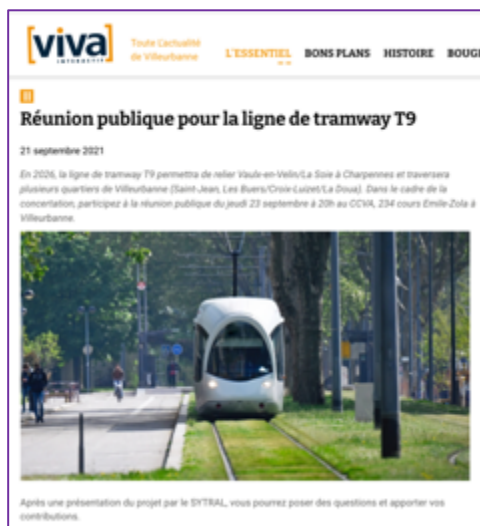 [viva]
INTERACTIF
Toute l'actualité
de Villeurbanne
L'ESSENTIEL BONS PLANS HISTOIRE BOUG
Réunion publique pour la ligne de tramway T9
21 septembre 2021
En 2026, la ligne de tramway T9 permettra de relier Vaulx-en-Velin/La Soie à Charpennes et traversera
plusieurs quartiers de Villeurbanne (Saint-Jean, Les Buers/Croix-Luizet/La Doua). Dans le cadre de la
concertation, participez à la réunion publique du jeudi 23 septembre à 20h au CCVA, 234 cours Emile-Zola à
Villeurbanne.
Après une présentation du projet par le SYTRAL, vous pourrez poser des questions et apporter vos
contributions.